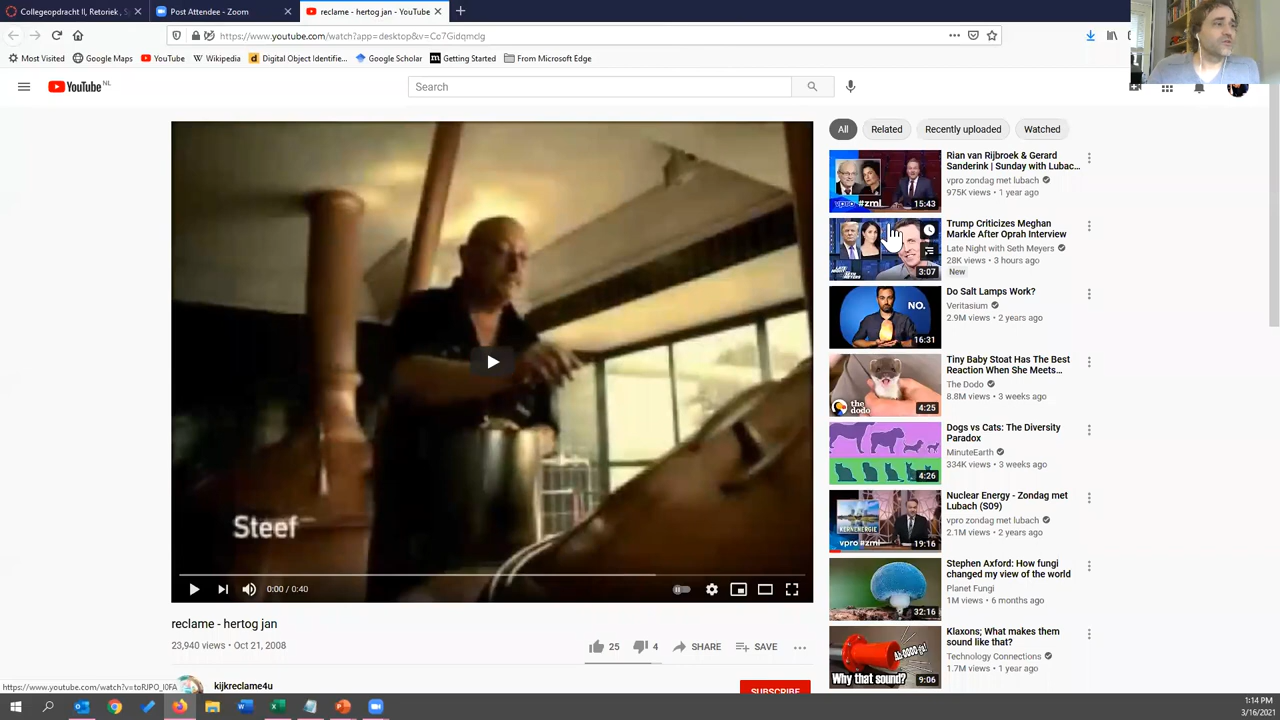 Collegeopdracht II, Retoriek , S
Post Attendee - Zoom
reclame - hertog jan - YouTube
https://www.youtube.com/watch?app=desktop&v=Co7Gidqmclg
Most Visited
Google Maps
YouTube
Wikipedia
Digital Object Identifie...
Google Scholar
Getting Started
From Microsoft Edge
YouTube NL
Search
All
Related
Recently uploaded
Watched
vpro #zml
15:43
Rian van Rijbroek & Gerard
Sanderink | Sunday with Lubac...
vpro zondag met lubach
975K views • 1 year ago
3:07
Trump Criticizes Meghan
Markle After Oprah Interview
Late Night with Seth Meyers
28K views • 3 hours ago
New
NO.
16:31
Do Salt Lamps Work?
Veritasium
2.9M views • 2 years ago
the
dodo
4:25
Tiny Baby Stoat Has The Best
Reaction When She Meets...
The Dodo
8.8M views • 3 weeks ago
4:26
Dogs vs Cats: The Diversity
Paradox
MinuteEarth
334K views • 3 weeks ago
KERNENERGIE
vpro #zml
19:16
Nuclear Energy - Zondag met
Lubach (S09)
vpro zondag met lubach
2.1M views • 2 years ago
32:16
Stephen Axford: How fungi
changed my view of the world
Planet Fungi
1M views • 6 months ago
Why that sound?
9:06
Klaxons; What makes them
sound like that?
Technology Connections
1.7M views • 1 year ago
Steef
0:00 / 0:40
reclame - hertog jan
23,940 views • Oct 21, 2008
25
4
SHARE
SAVE
kijkreclame4u
SUBSCRIBE
1:14 PM
3/16/2021